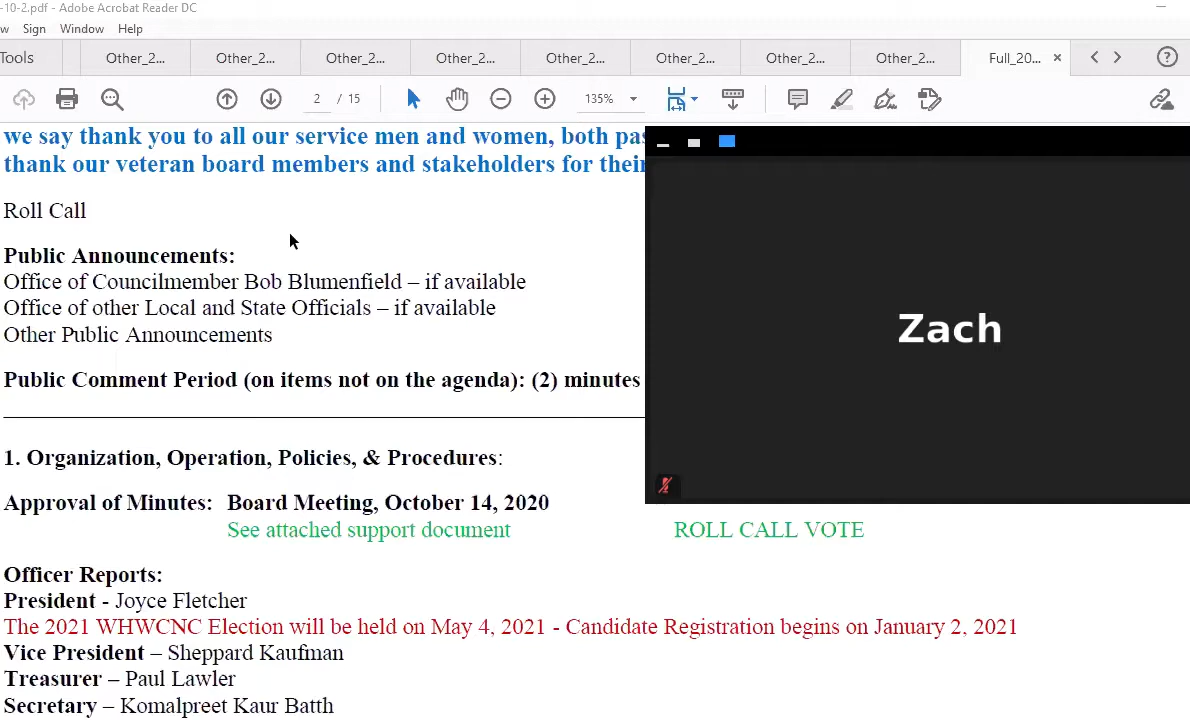 -10-2.pdf - Adobe Acrobat Reader DC
w Sign Window Help
Tools Other_2... Other_2... Other_2... Other_2... Other_2... Other_2... Other_2... Other_2... Full_20... ×
2 / 15 135%
we say thank you to all our service men and women, both pas
thank our veteran board members and stakeholders for their
Roll Call
Public Announcements:
Office of Councilmember Bob Blumenfield – if available
Office of other Local and State Officials – if available
Other Public Announcements
Zach
Public Comment Period (on items not on the agenda): (2) minutes
1. Organization, Operation, Policies, & Procedures:
Approval of Minutes: Board Meeting, October 14, 2020
See attached support document ROLL CALL VOTE
Officer Reports:
President - Joyce Fletcher
The 2021 WHWCNC Election will be held on May 4, 2021 - Candidate Registration begins on January 2, 2021
Vice President – Sheppard Kaufman
Treasurer – Paul Lawler
Secretary – Komalpreet Kaur Batth